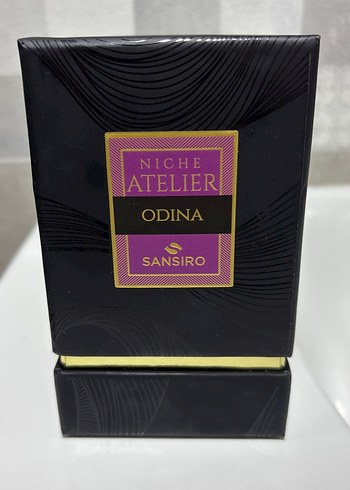 NICHE
ATELIER
ODINA
SANSIRO